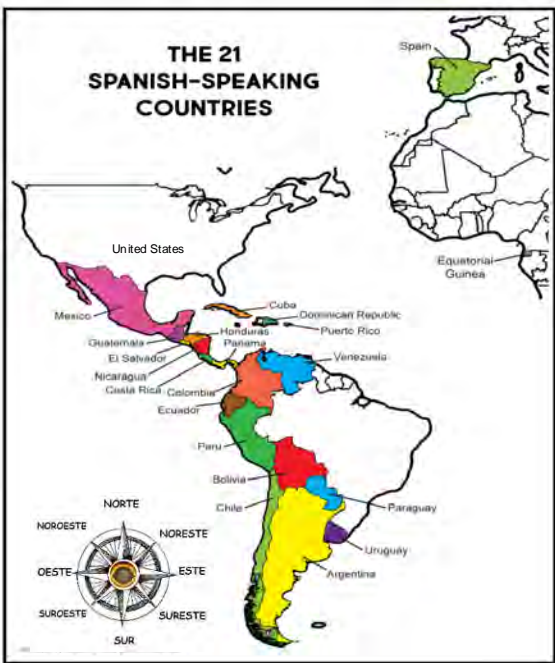 THE 21
SPANISH-SPEAKING
COUNTRIES
Spain
United States
Equatorial
Guinea
Mexico
Cuba
Dominican Republic
Puerto Rico
Honduras
Guatemala
Panama
El Salvador
Venezuela
Nicaragua
Costa Rica
Colombia
Ecuador
Peru
Bolivia
Chile
Paraguay
Uruguay
Argentina
NORTE
NOROESTE
NORESTE
OESTE
ESTE
SUROESTE
SURESTE
SUR